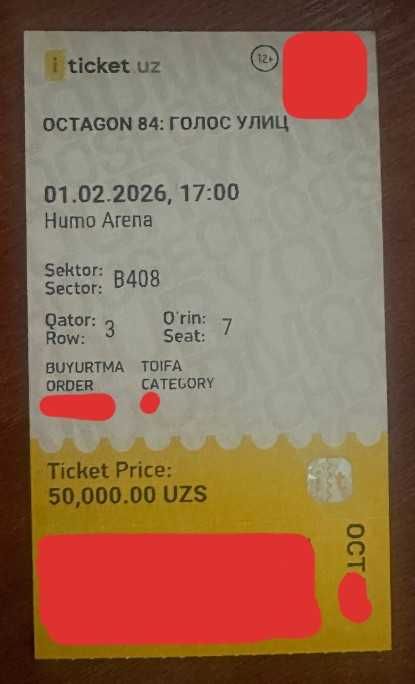 iticket.uz
12+
OCTAGON 84: ГОЛОС УЛИЦ
01.02.2026, 17:00
Humo Arena
Sektor:
Sector: B408
Qator:
Row: 3
O'rin:
Seat: 7
BUYURTMA
ORDER
TOIFA
CATEGORY
Ticket Price:
50,000.00 UZS
OCT